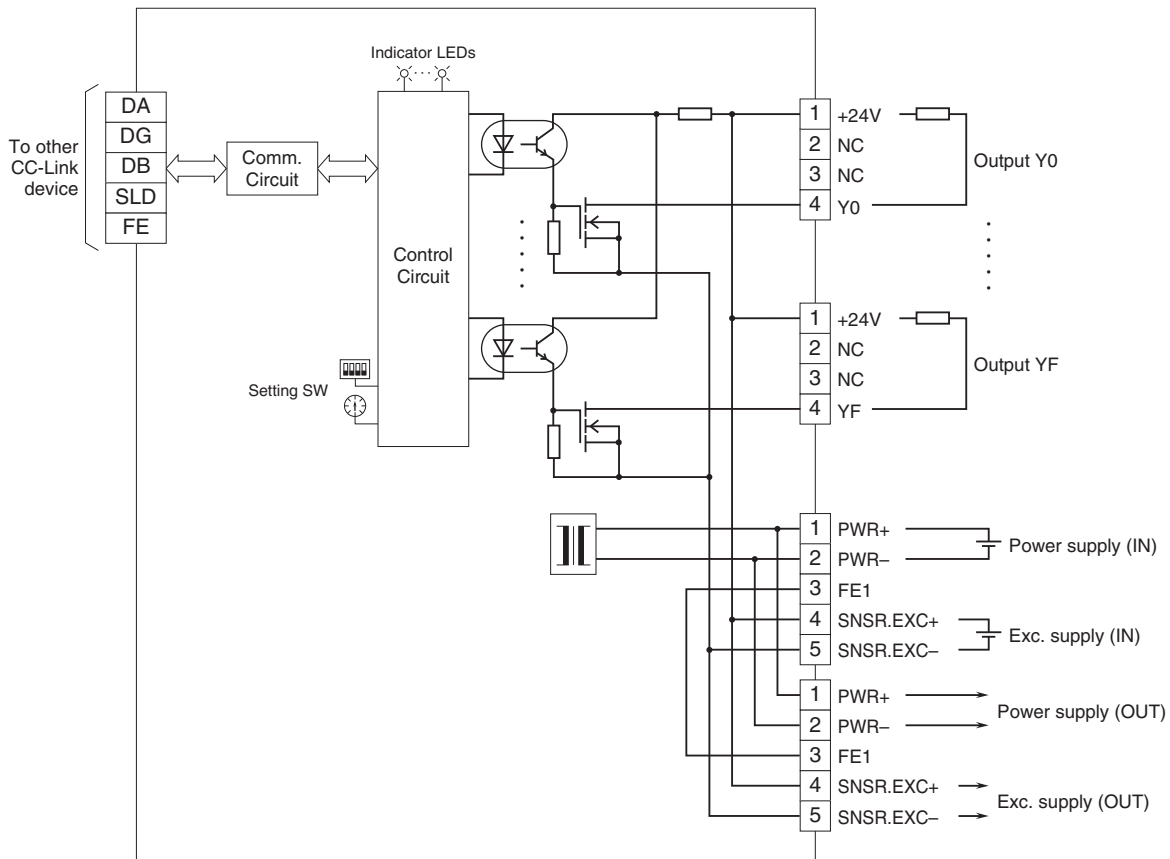 Indicator LEDs
To other
CC-Link
device
DA
DG
DB
SLD
FE
Comm.
Circuit
Control
Circuit
Setting SW
1 +24V
2 NC
3 NC
4 Y0
Output Y0
1 +24V
2 NC
3 NC
4 YF
Output YF
1 PWR+
2 PWR–
3 FE1
4 SNSR.EXC+
5 SNSR.EXC–
Power supply (IN)
Exc. supply (IN)
1 PWR+
2 PWR–
3 FE1
4 SNSR.EXC+
5 SNSR.EXC–
Power supply (OUT)
Exc. supply (OUT)